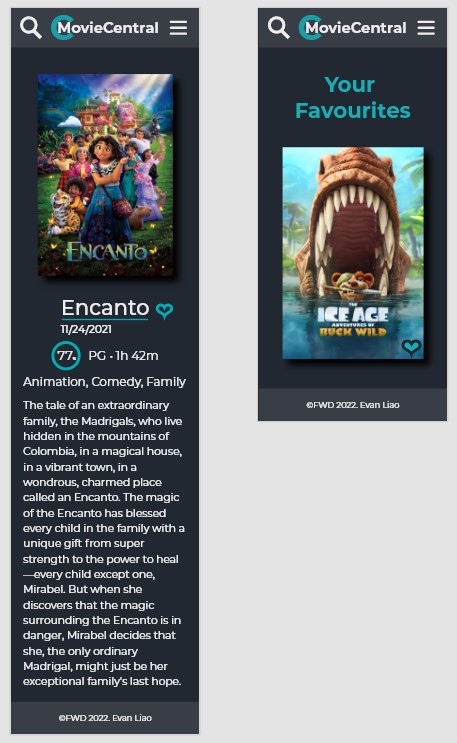 MovieCentral
ENCANTO
Encanto
11/24/2021
77% PG • 1h 42m
Animation, Comedy, Family
The tale of an extraordinary
family, the Madrigals, who live
hidden in the mountains of
Colombia, in a magical house,
in a vibrant town, in a
wondrous, charmed place
called an Encanto. The magic
of the Encanto has blessed
every child in the family with a
unique gift from super
strength to the power to heal
—every child except one,
Mirabel. But when she
discovers that the magic
surrounding the Encanto is in
danger, Mirabel decides that
she, the only ordinary
Madrigal, might just be her
exceptional family's last hope.
©FWD 2022. Evan Liao
MovieCentral
Your
Favourites
THE
ICE AGE
ADVENTURES OF
BUCK WILD
©FWD 2022. Evan Liao